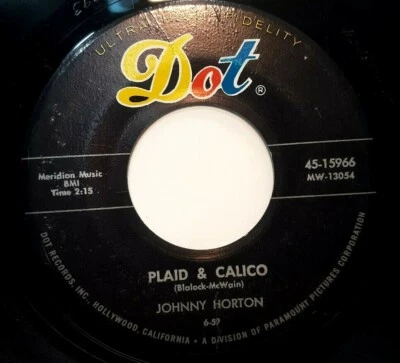 ULTRA HIGH FIDELITY
Dot®
45-15966
MW-13054
Meridian Music
BMI
Time 2:15
PLAID & CALICO
(Blalock-McWain)
JOHNNY HORTON
6-59
DOT RECORDS, INC. HOLLYWOOD, CALIFORNIA • A DIVISION OF PARAMOUNT PICTURES CORPORATION